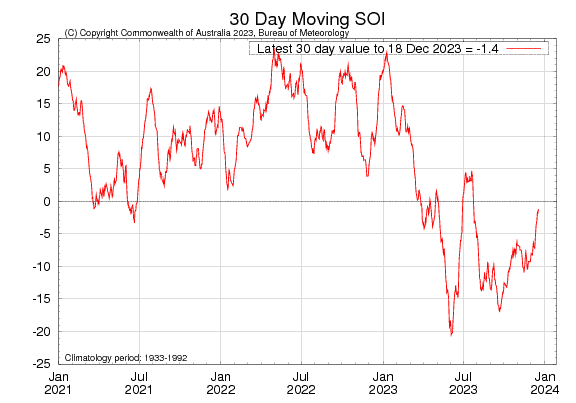 30 Day Moving SOI
(C) Copyright Commonwealth of Australia 2023, Bureau of Meteorology
Latest 30 day value to 18 Dec 2023 = -1.4
25
20
15
10
5
0
-5
-10
-15
-20
-25
Climatology period: 1933-1992
Jan Jul Jan Jul Jan Jul Jan
2021 2021 2022 2022 2023 2023 2024